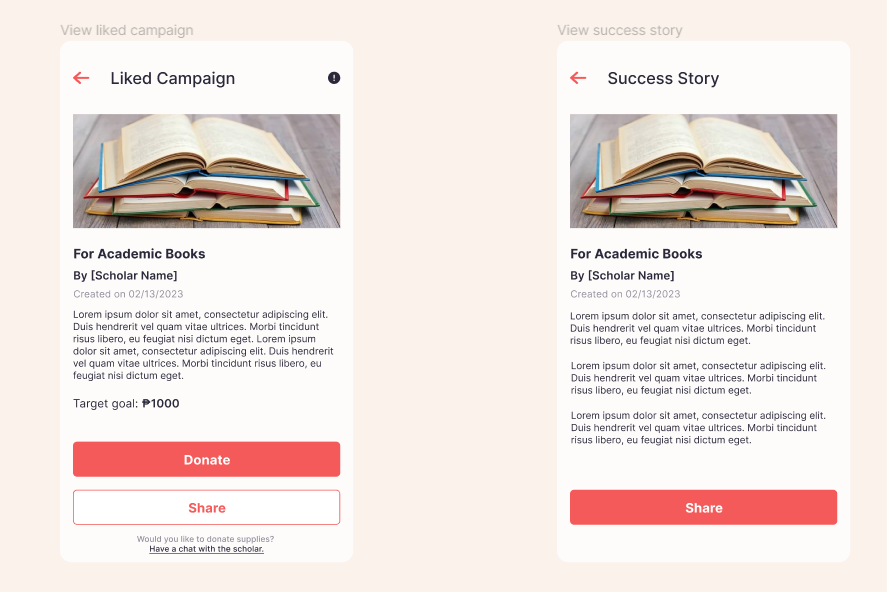 View liked campaign
Liked Campaign
!
For Academic Books
By [Scholar Name]
Created on 02/13/2023
Lorem ipsum dolor sit amet, consectetur adipiscing elit.
Duis hendrerit vel quam vitae ultrices. Morbi tincidunt
risus libero, eu feugiat nisi dictum eget. Lorem ipsum
dolor sit amet, consectetur adipiscing elit. Duis hendrerit
vel quam vitae ultrices. Morbi tincidunt risus libero, eu
feugiat nisi dictum eget.
Target goal: ₱1000
Donate
Share
Would you like to donate supplies?
Have a chat with the scholar.
View success story
Success Story
For Academic Books
By [Scholar Name]
Created on 02/13/2023
Lorem ipsum dolor sit amet, consectetur adipiscing elit.
Duis hendrerit vel quam vitae ultrices. Morbi tincidunt
risus libero, eu feugiat nisi dictum eget.
Lorem ipsum dolor sit amet, consectetur adipiscing elit.
Duis hendrerit vel quam vitae ultrices. Morbi tincidunt
risus libero, eu feugiat nisi dictum eget.
Lorem ipsum dolor sit amet, consectetur adipiscing elit.
Duis hendrerit vel quam vitae ultrices. Morbi tincidunt
risus libero, eu feugiat nisi dictum eget.
Share